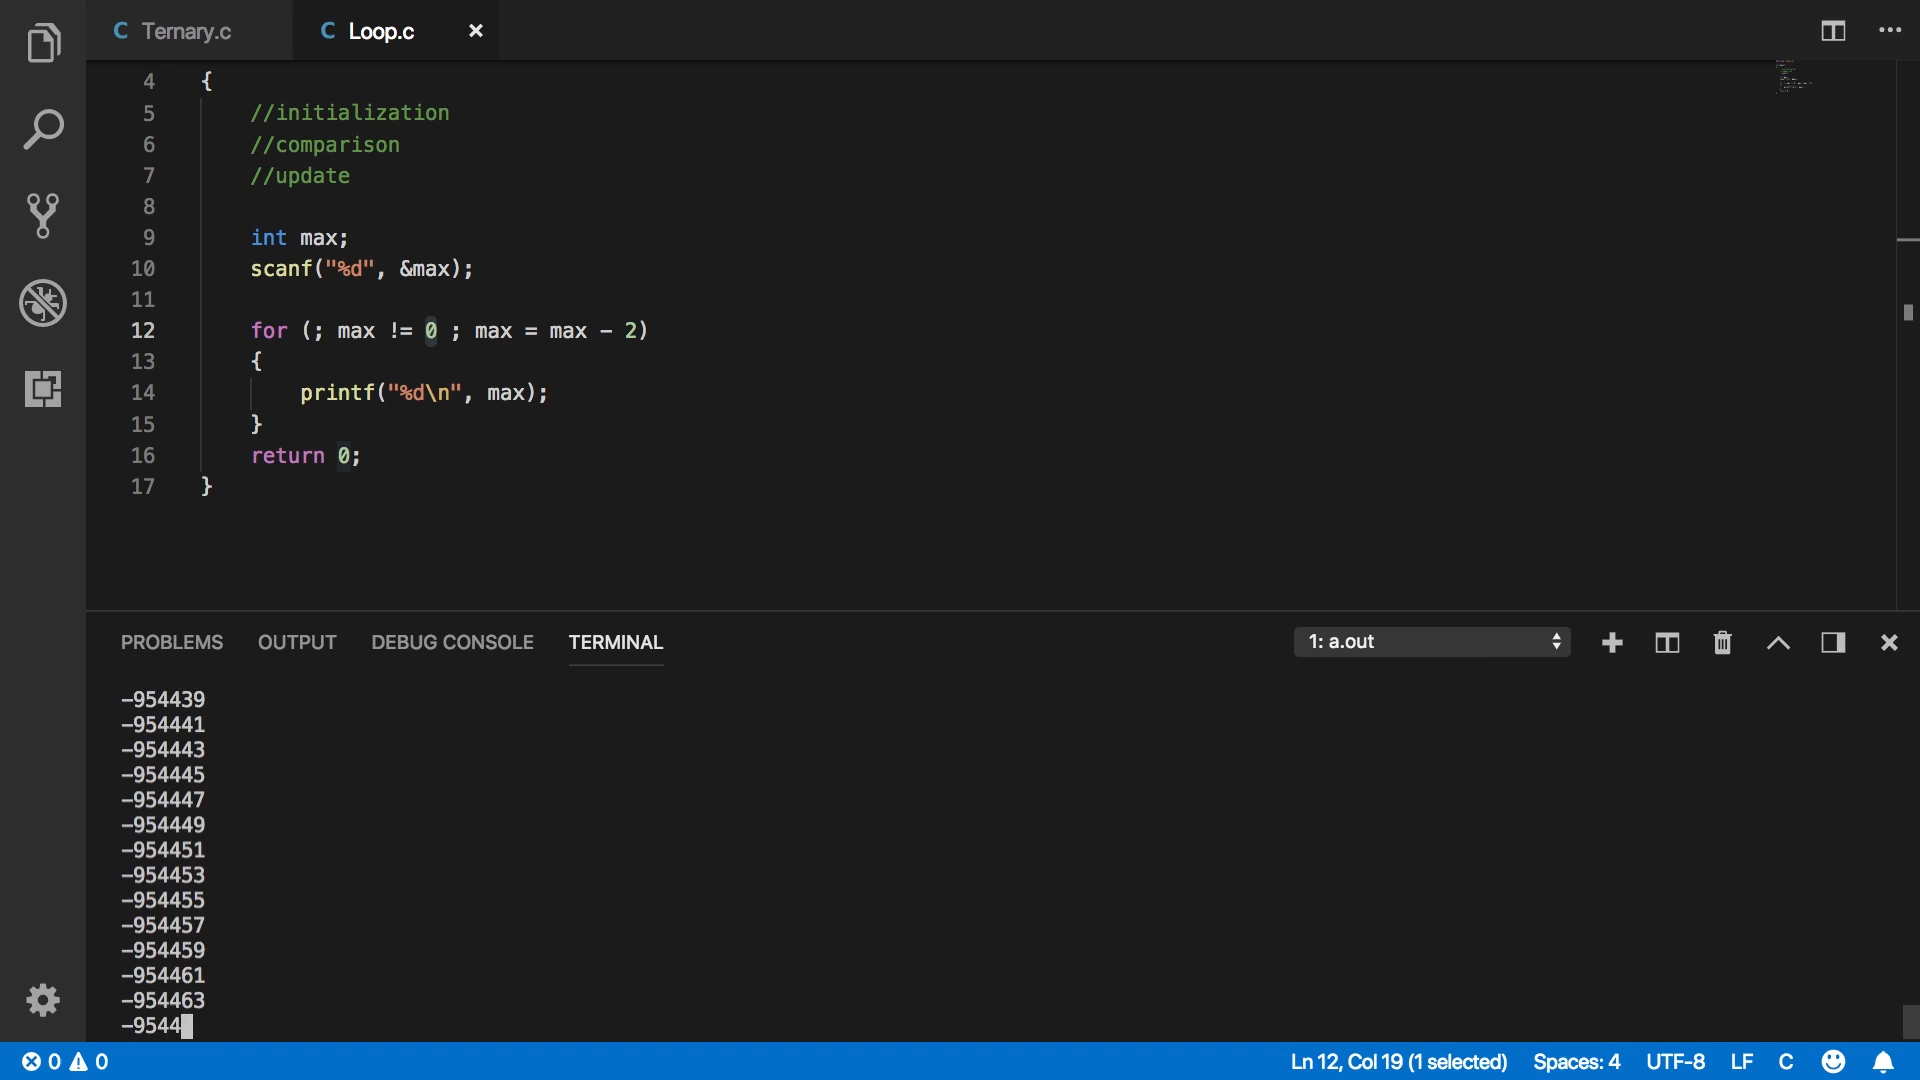 C Ternary.c C Loop.c
4 {
5 //initialization
6 //comparison
7 //update
8
9 int max;
10 scanf("%d", &max);
11
12 for (; max != 0 ; max = max - 2)
13 {
14 printf("%d\n", max);
15 }
16 return 0;
17 }
PROBLEMS OUTPUT DEBUG CONSOLE TERMINAL 1: a.out
-954439
-954441
-954443
-954445
-954447
-954449
-954451
-954453
-954455
-954457
-954459
-954461
-954463
-9544
0 0 Ln 12, Col 19 (1 selected) Spaces: 4 UTF-8 LF C